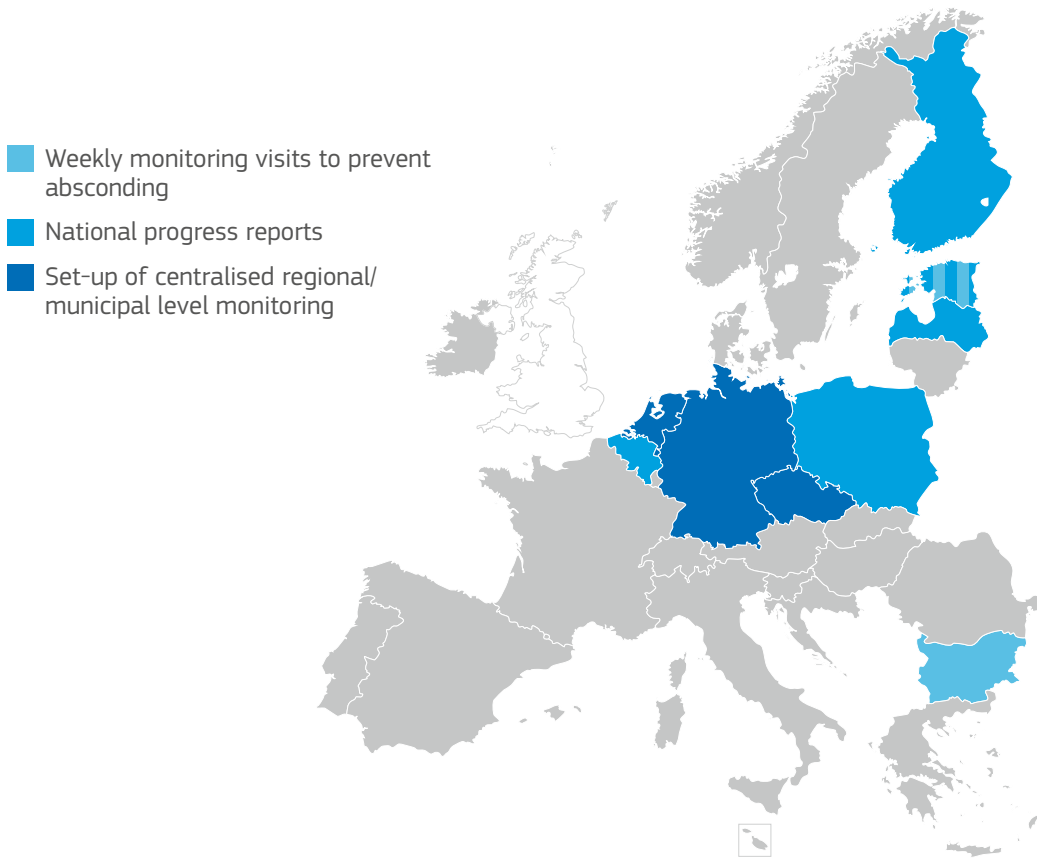 Weekly monitoring visits to prevent
absconding
National progress reports
Set-up of centralised regional/
municipal level monitoring